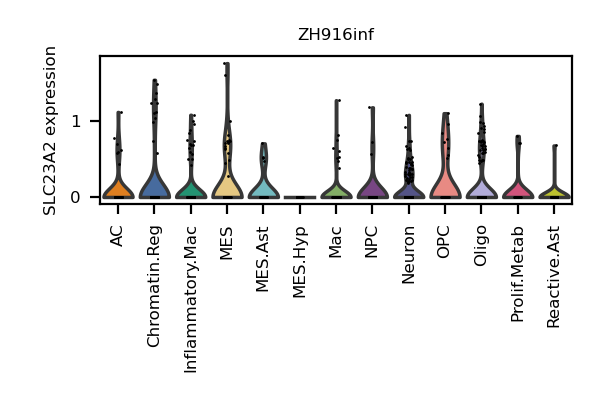 ZH916inf
SLC23A2 expression
1
0
AC
Chromatin.Reg
Inflammatory.Mac
MES
MES.Ast
MES.Hyp
Mac
NPC
Neuron
OPC
Oligo
Prolif.Metab
Reactive.Ast